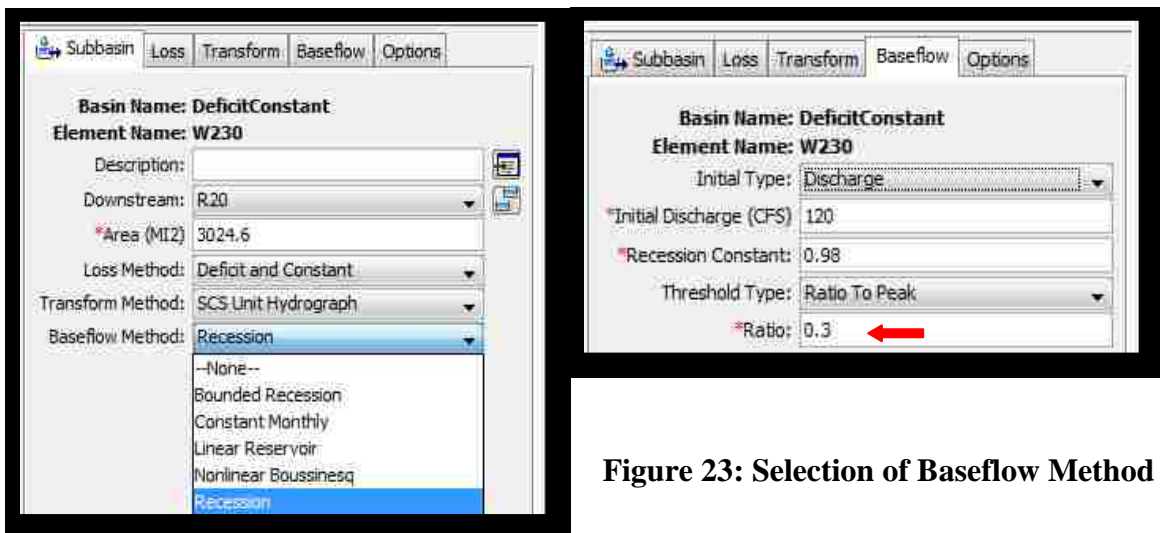 Subbasin Loss Transform Baseflow Options
Basin Name: DeficitConstant
Element Name: W230
Description:
Downstream: R20
*Area (MI2) 3024.6
Loss Method: Deficit and Constant
Transform Method: SCS Unit Hydrograph
Baseflow Method: Recession
--None--
Bounded Recession
Constant Monthly
Linear Reservoir
Nonlinear Boussinesq
Recession
Subbasin Loss Transform Baseflow Options
Basin Name: DeficitConstant
Element Name: W230
Initial Type: Discharge
*Initial Discharge (CFS) 120
*Recession Constant: 0.98
Threshold Type: Ratio To Peak
*Ratio: 0.3
Figure 23: Selection of Baseflow Method